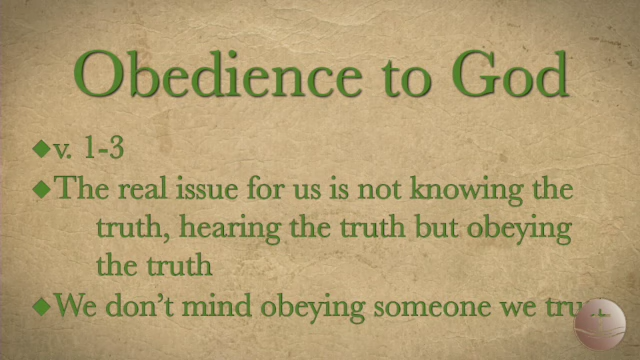 Obedience to God
◆v. 1-3
◆The real issue for us is not knowing the
truth, hearing the truth but obeying
the truth
◆We don't mind obeying someone we trust